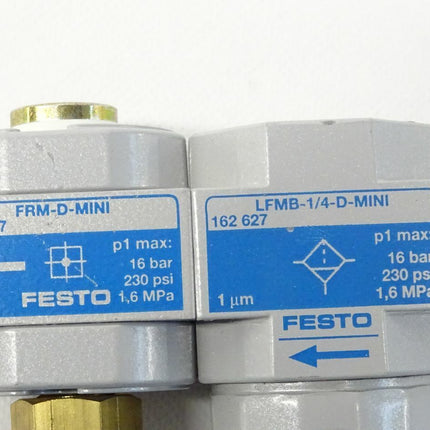 FRM-D-MINI
7
p1 max:
16 bar
230 psi
1,6 MPa
FESTO
LFMB-1/4-D-MINI
162 627
p1 max:
16 bar
230 psi
1,6 MPa
1 µm
FESTO